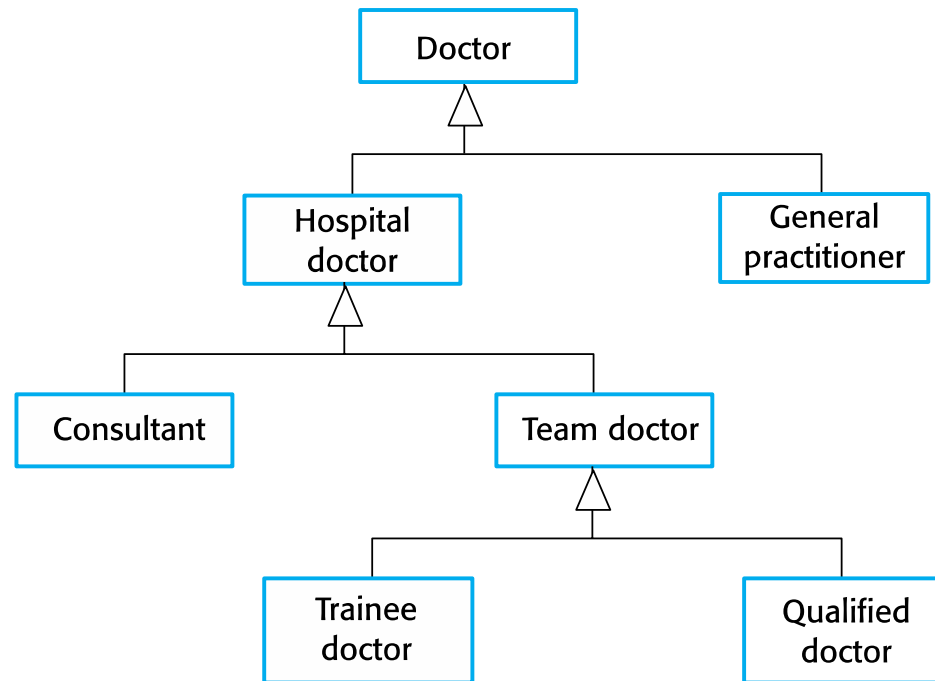 Doctor
Hospital
doctor
General
practitioner
Consultant
Team doctor
Trainee
doctor
Qualified
doctor